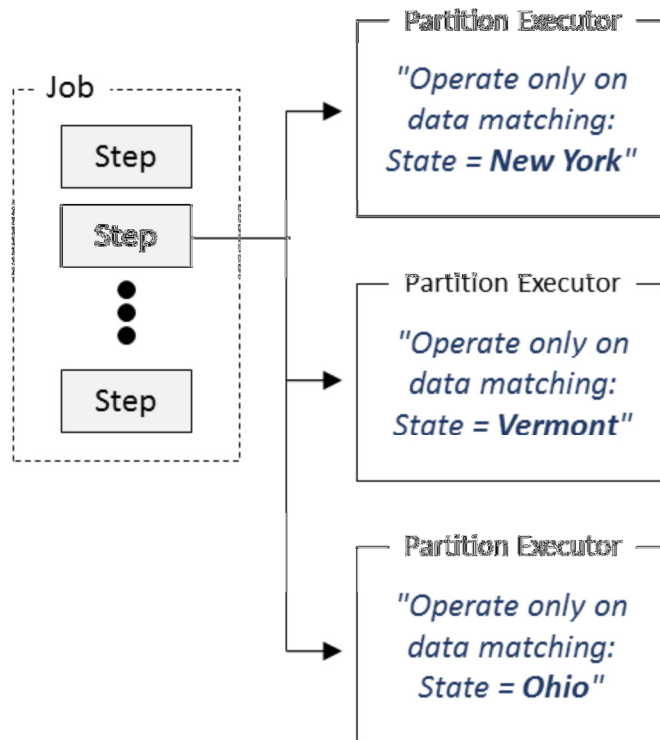 Job
Step
Step
Step
Partition Executor
"Operate only on
data matching:
State = New York"
Partition Executor
"Operate only on
data matching:
State = Vermont"
Partition Executor
"Operate only on
data matching:
State = Ohio"